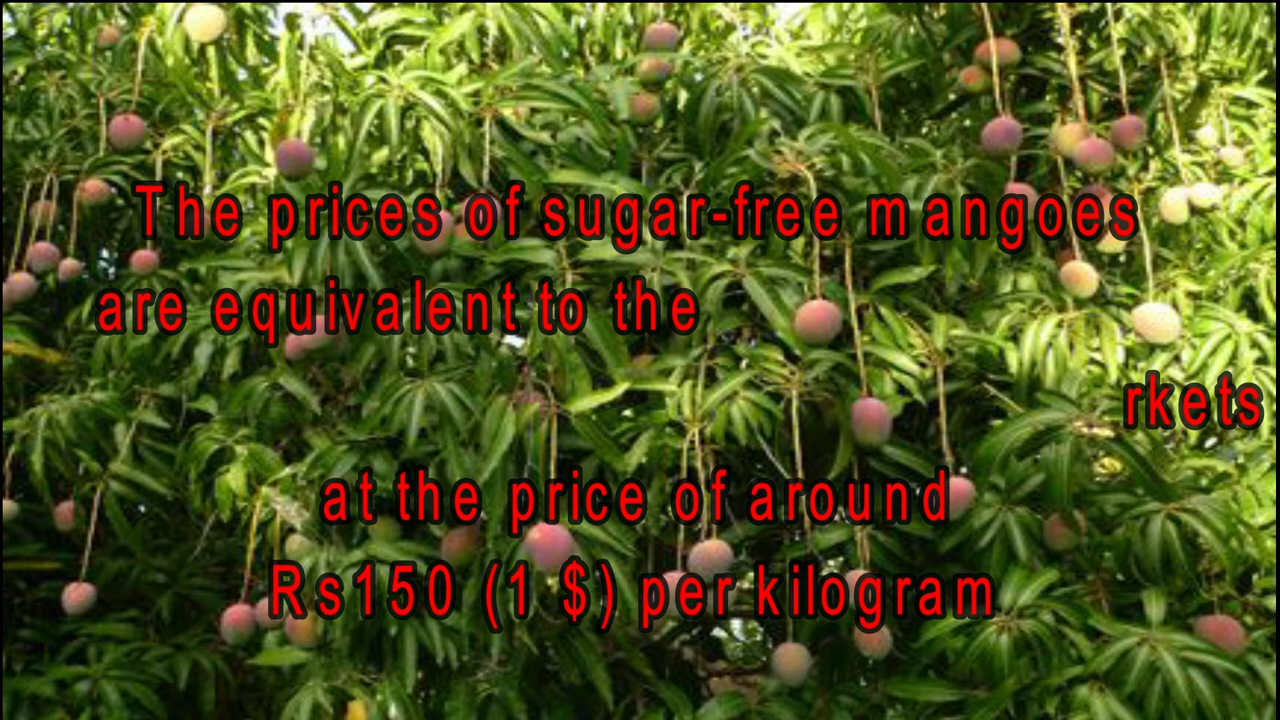 The prices of sugar-free mangoes
are equivalent to the
rkets
at the price of around
Rs150 (1 $) per kilogram